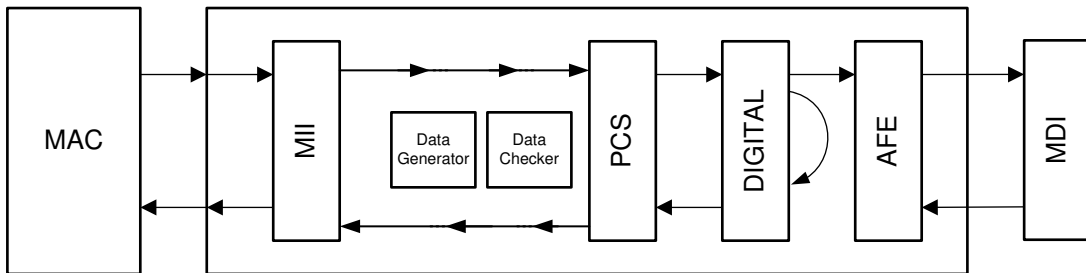 MAC
MII
Data
Generator
Data
Checker
PCS
DIGITAL
AFE
MDI